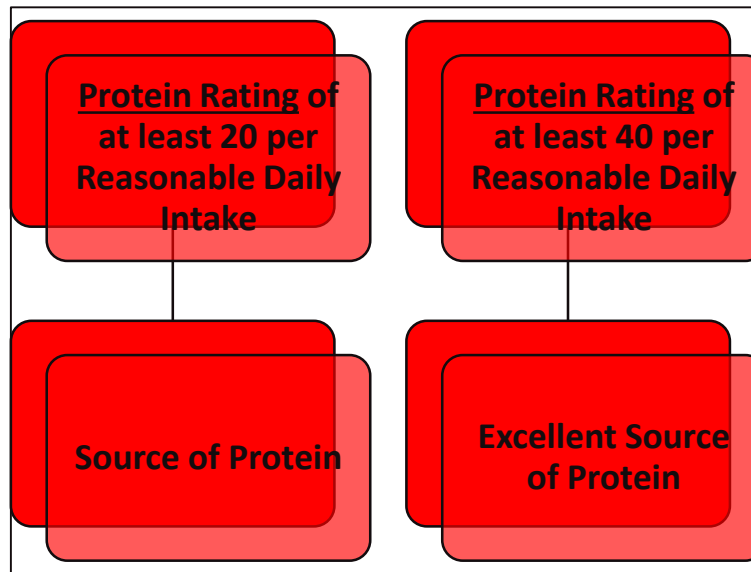 Protein Rating of
at least 20 per
Reasonable Daily
Intake
Protein Rating of
at least 40 per
Reasonable Daily
Intake
Source of Protein
Excellent Source
of Protein